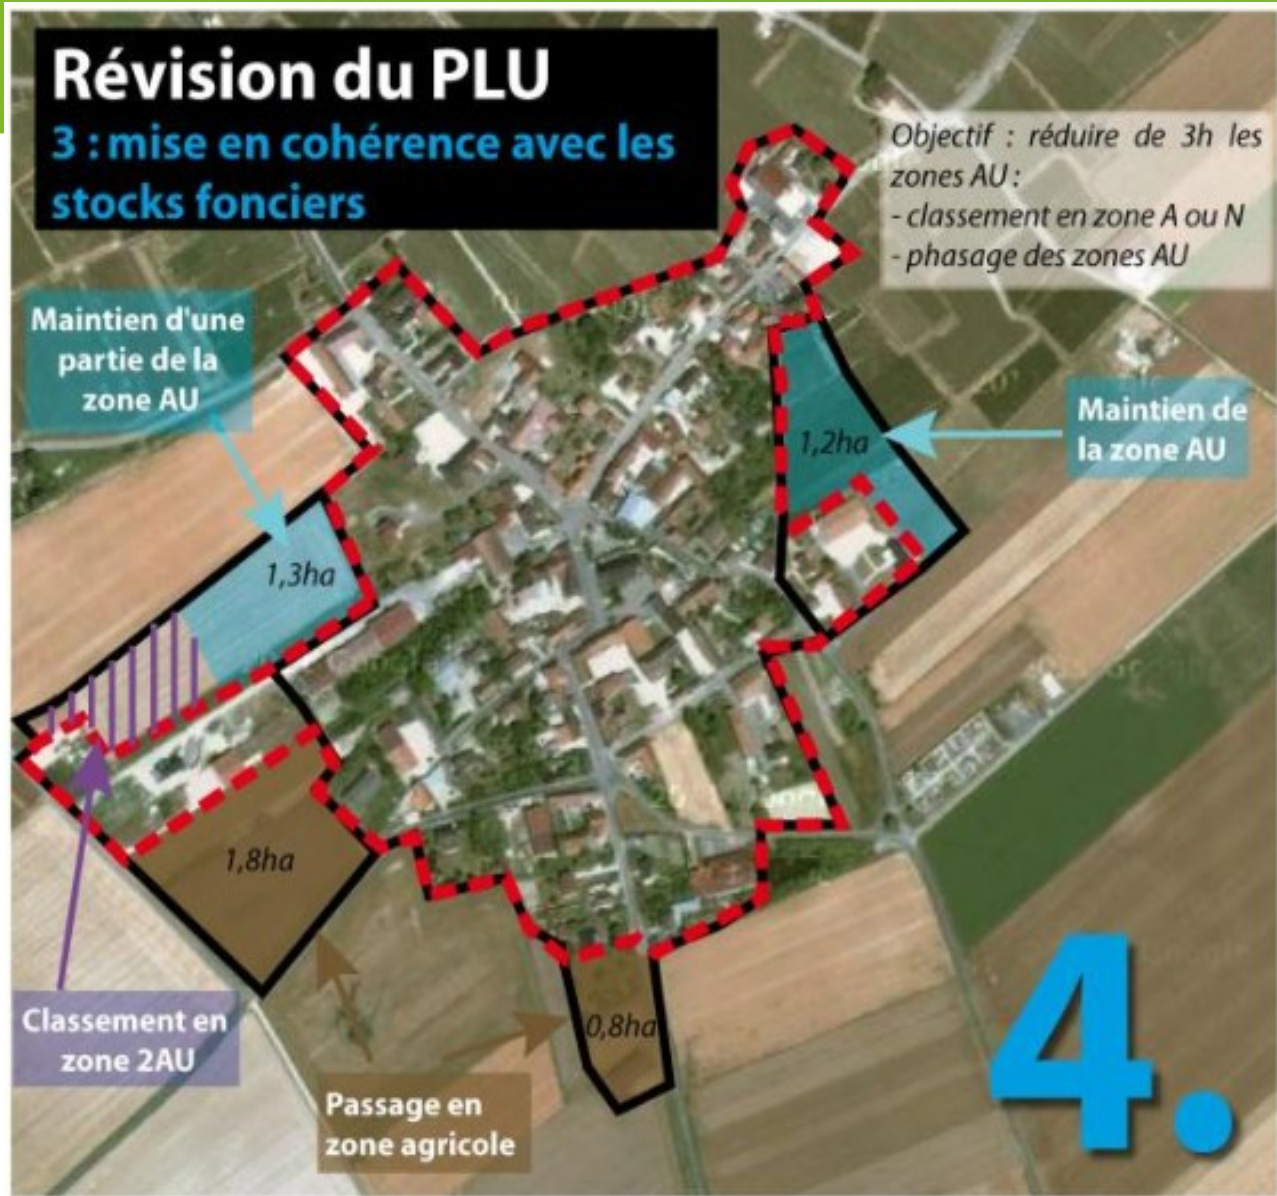 Révision du PLU
3 : mise en cohérence avec les
stocks fonciers
Objectif : réduire de 3h les
zones AU :
- classement en zone A ou N
- phasage des zones AU
Maintien d'une
partie de la
zone AU
Maintien de
la zone AU
1,2ha
1,3ha
1,8ha
0,8ha
Classement en
zone 2AU
Passage en
zone agricole
4.